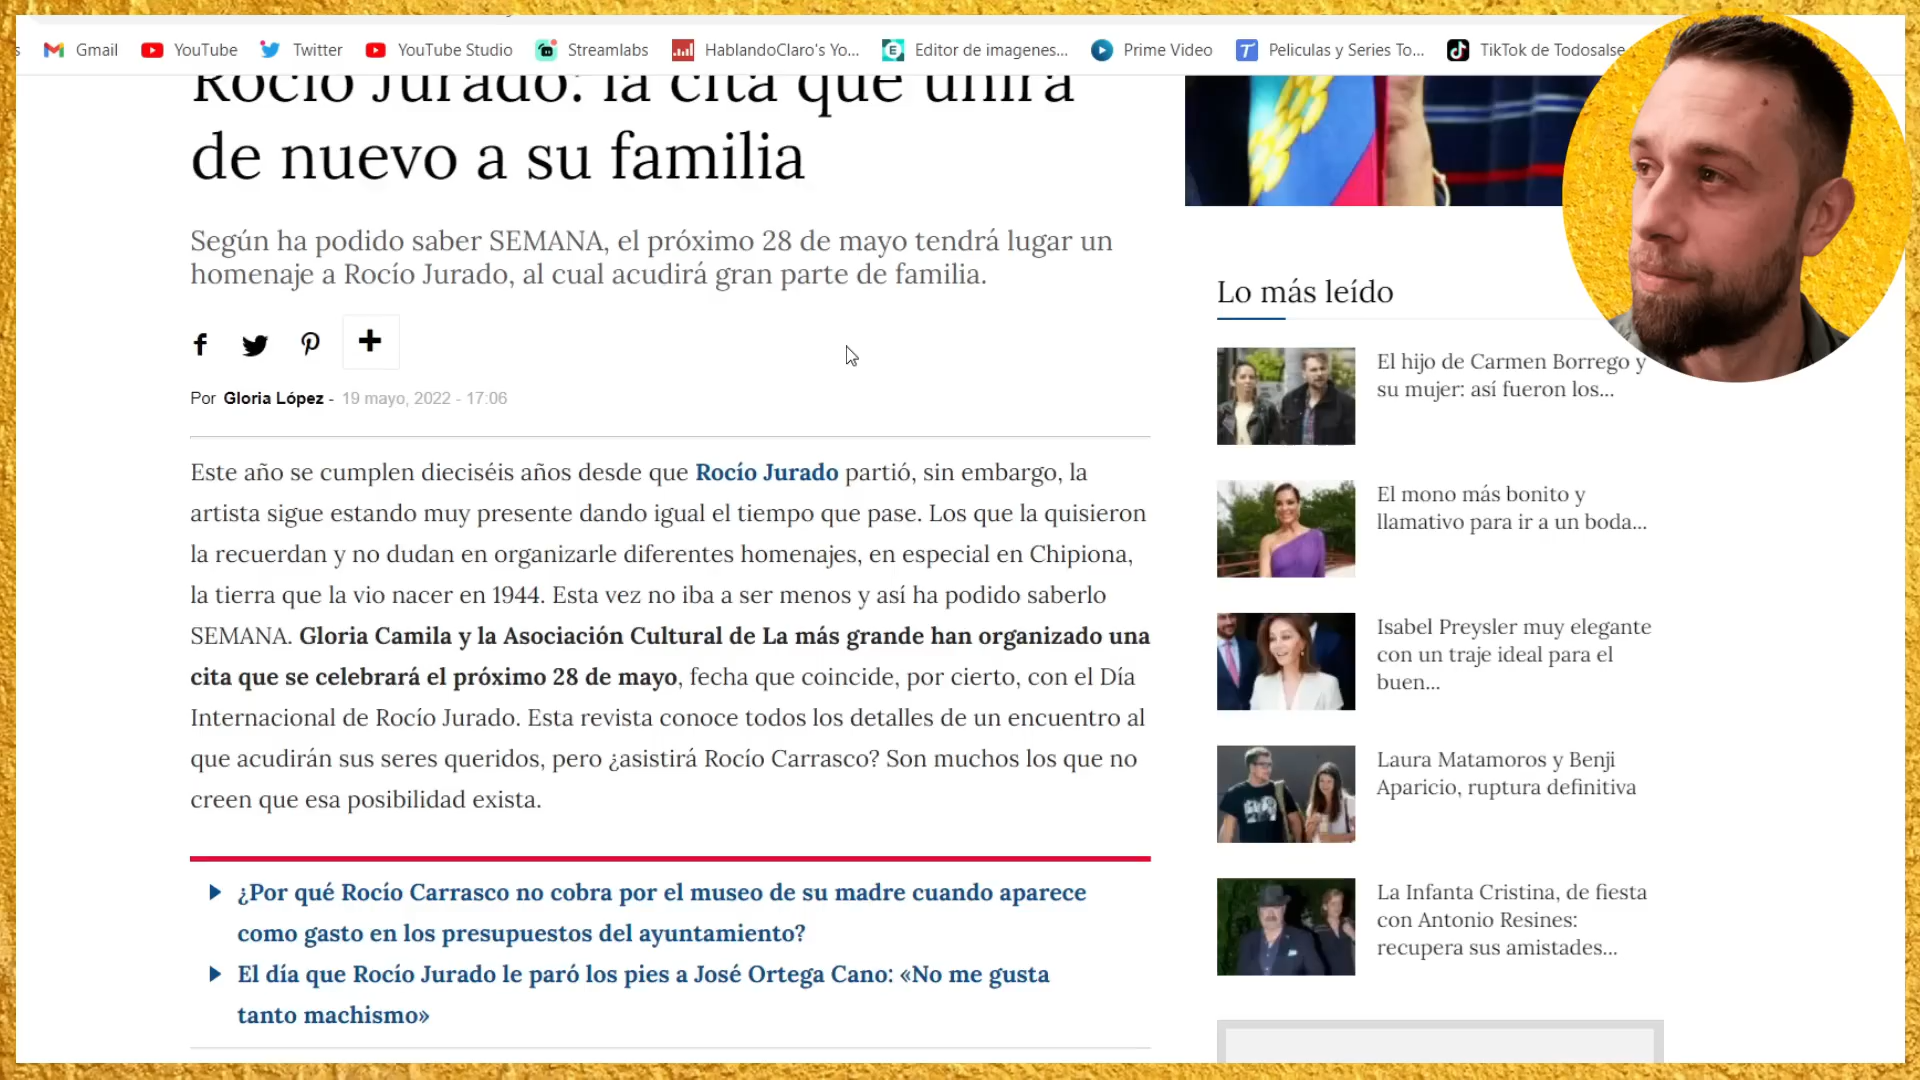 Gmail
YouTube
Twitter
YouTube Studio
Streamlabs
HablandoClaro's Yo...
Editor de imagenes...
Prime Video
Peliculas y Series To...
TikTok de Todosalse
Rocío Jurado: la cita que unirá
de nuevo a su familia
Según ha podido saber SEMANA, el próximo 28 de mayo tendrá lugar un
homenaje a Rocío Jurado, al cual acudirá gran parte de familia.
Por Gloria López - 19 mayo, 2022 - 17:06
Este año se cumplen dieciséis años desde que Rocío Jurado partió, sin embargo, la
artista sigue estando muy presente dando igual el tiempo que pase. Los que la quisieron
la recuerdan y no dudan en organizarle diferentes homenajes, en especial en Chipiona,
la tierra que la vio nacer en 1944. Esta vez no iba a ser menos y así ha podido saberlo
SEMANA. Gloria Camila y la Asociación Cultural de La más grande han organizado una
cita que se celebrará el próximo 28 de mayo, fecha que coincide, por cierto, con el Día
Internacional de Rocío Jurado. Esta revista conoce todos los detalles de un encuentro al
que acudirán sus seres queridos, pero ¿asistirá Rocío Carrasco? Son muchos los que no
creen que esa posibilidad exista.
¿Por qué Rocío Carrasco no cobra por el museo de su madre cuando aparece
como gasto en los presupuestos del ayuntamiento?
El día que Rocío Jurado le paró los pies a José Ortega Cano: «No me gusta
tanto machismo»
Lo más leído
El hijo de Carmen Borrego y
su mujer: así fueron los...
El mono más bonito y
llamativo para ir a un boda...
Isabel Preysler muy elegante
con un traje ideal para el
buen...
Laura Matamoros y Benji
Aparicio, ruptura definitiva
La Infanta Cristina, de fiesta
con Antonio Resines:
recupera sus amistades...